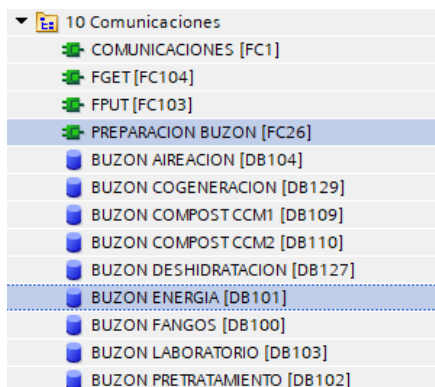 10 Comunicaciones
COMUNICACIONES [FC1]
FGET [FC104]
FPUT [FC103]
PREPARACION BUZON [FC26]
BUZON AIREACION [DB104]
BUZON COGENERACION [DB129]
BUZON COMPOST CCM1 [DB109]
BUZON COMPOST CCM2 [DB110]
BUZON DESHIDRATACION [DB127]
BUZON ENERGIA [DB101]
BUZON FANGOS [DB100]
BUZON LABORATORIO [DB103]
BUZON PRETRATAMIENTO [DB102]